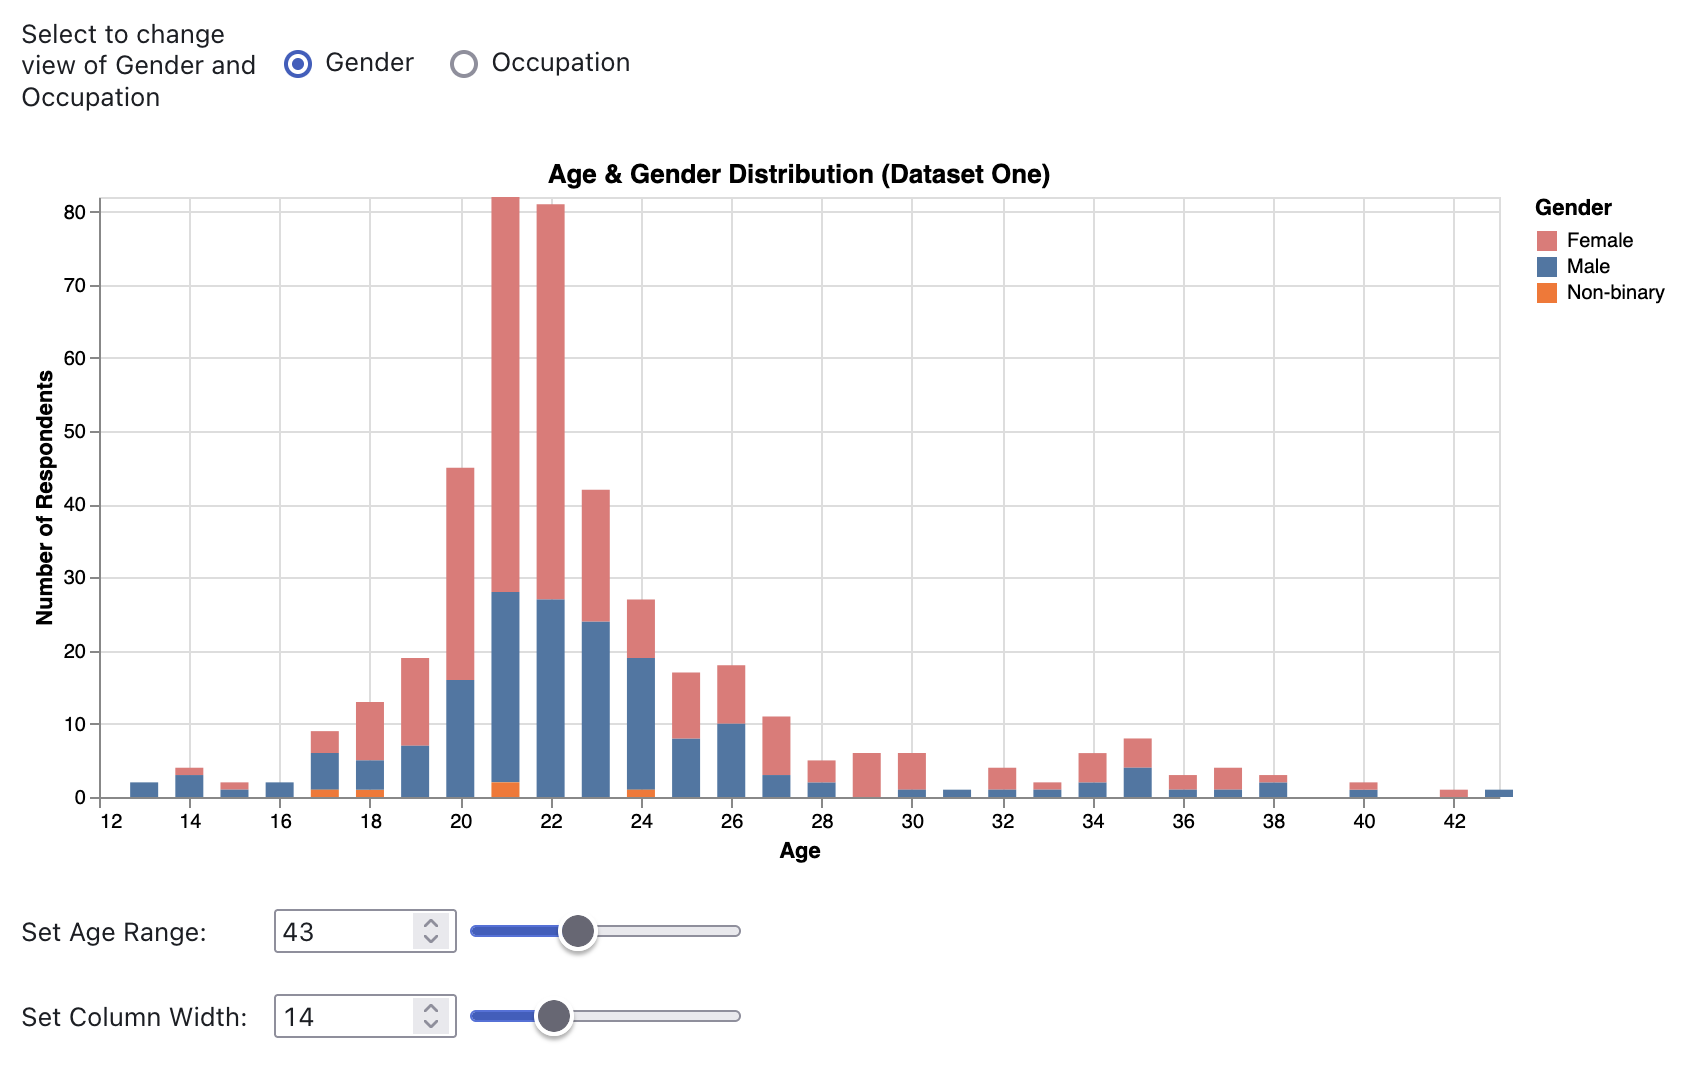 Select to change
view of Gender and
Occupation
Gender
Occupation
Age & Gender Distribution (Dataset One)
Number of Respondents
80
70
60
50
40
30
20
10
0
12 14 16 18 20 22 24 26 28 30 32 34 36 38 40 42
Age
Gender
Female
Male
Non-binary
Set Age Range: 43
Set Column Width: 14